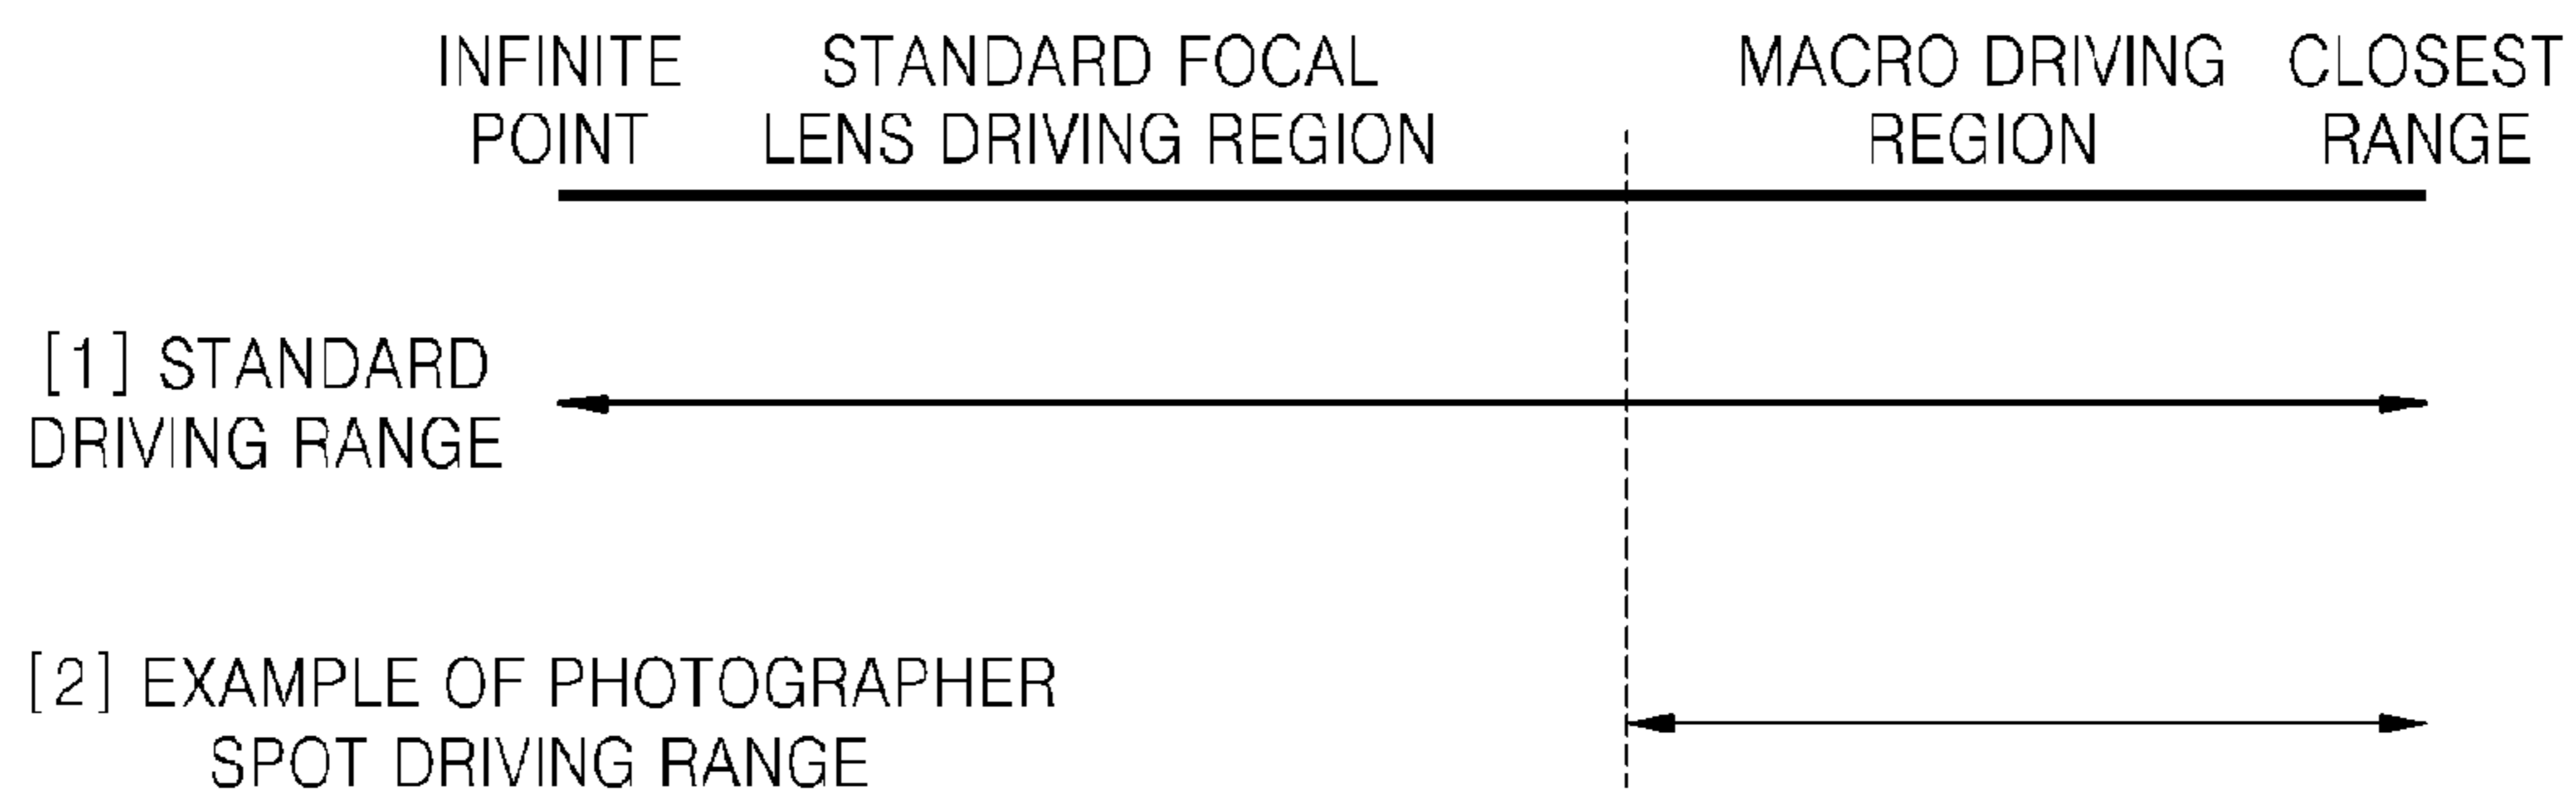 INFINITE POINT
STANDARD FOCAL LENS DRIVING REGION
MACRO DRIVING REGION
CLOSEST RANGE
[1] STANDARD
DRIVING RANGE
[2] EXAMPLE OF PHOTOGRAPHER
SPOT DRIVING RANGE